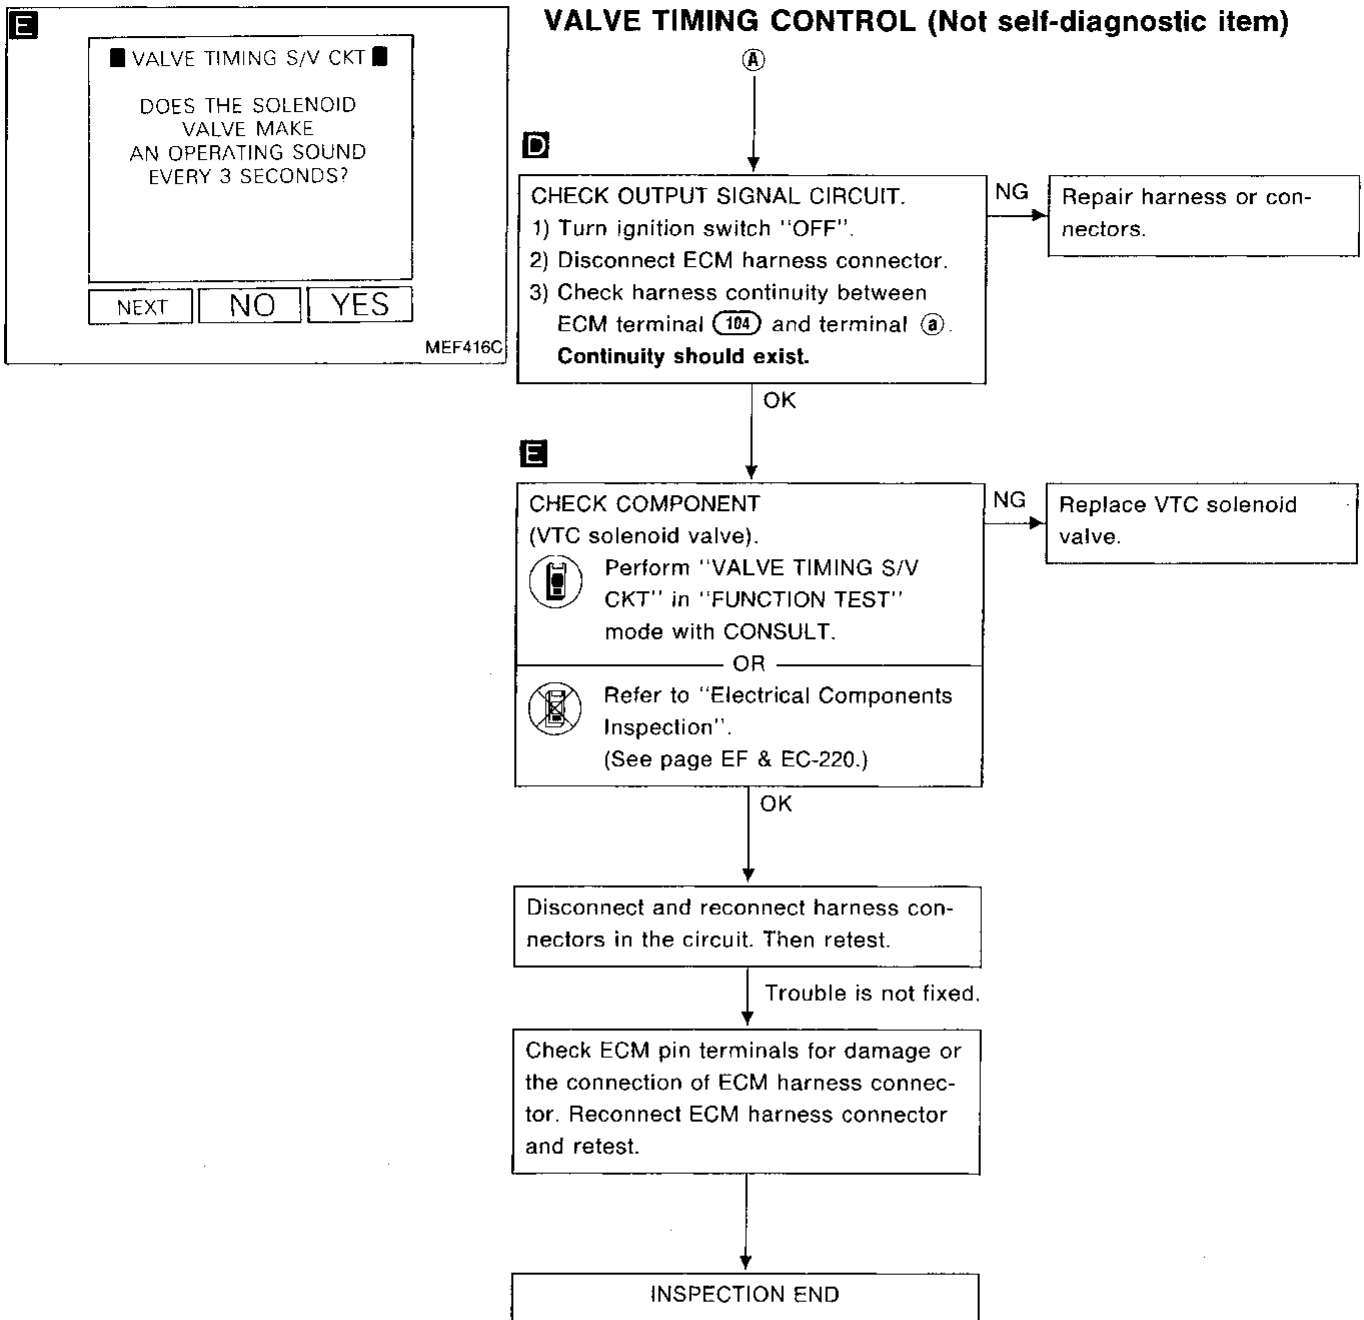 E
VALVE TIMING S/V CKT
DOES THE SOLENOID
VALVE MAKE
AN OPERATING SOUND
EVERY 3 SECONDS?
NEXT
NO
YES
MEF416C
VALVE TIMING CONTROL (Not self-diagnostic item)
A
D
CHECK OUTPUT SIGNAL CIRCUIT.
1) Turn ignition switch "OFF".
2) Disconnect ECM harness connector.
3) Check harness continuity between
ECM terminal 104 and terminal a.
Continuity should exist.
NG
Repair harness or con-
nectors.
OK
E
CHECK COMPONENT
(VTC solenoid valve).
Perform "VALVE TIMING S/V
CKT" in "FUNCTION TEST"
mode with CONSULT.
OR
Refer to "Electrical Components
Inspection".
(See page EF & EC-220.)
NG
Replace VTC solenoid
valve.
OK
Disconnect and reconnect harness con-
nectors in the circuit. Then retest.
Trouble is not fixed.
Check ECM pin terminals for damage or
the connection of ECM harness connec-
tor. Reconnect ECM harness connector
and retest.
INSPECTION END